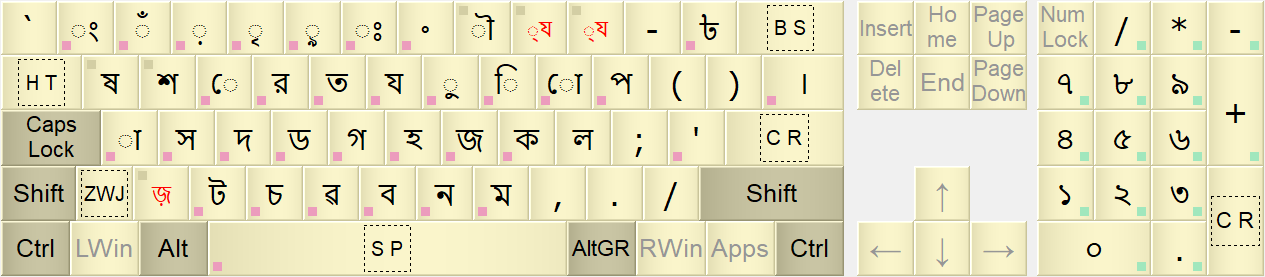 ` ং ঁ ় ৃ ৢ ঃ ॰ ী ্য ্য - ৳ BS Insert Home Page Up Num Lock / * -
HT ষ শ ে র ত য ু ি ো প ( ) । Delete End Page Down ৭ ৮ ৯ +
Caps Lock া স দ ড গ হ জ ক ল ; ' CR ৪ ৫ ৬
Shift ZWJ জ় ট চ ৱ ব ন ম , . / Shift ↑ ১ ২ ৩ CR
Ctrl LWin Alt SP AltGR RWin Apps Ctrl ← ↓ → ০ .